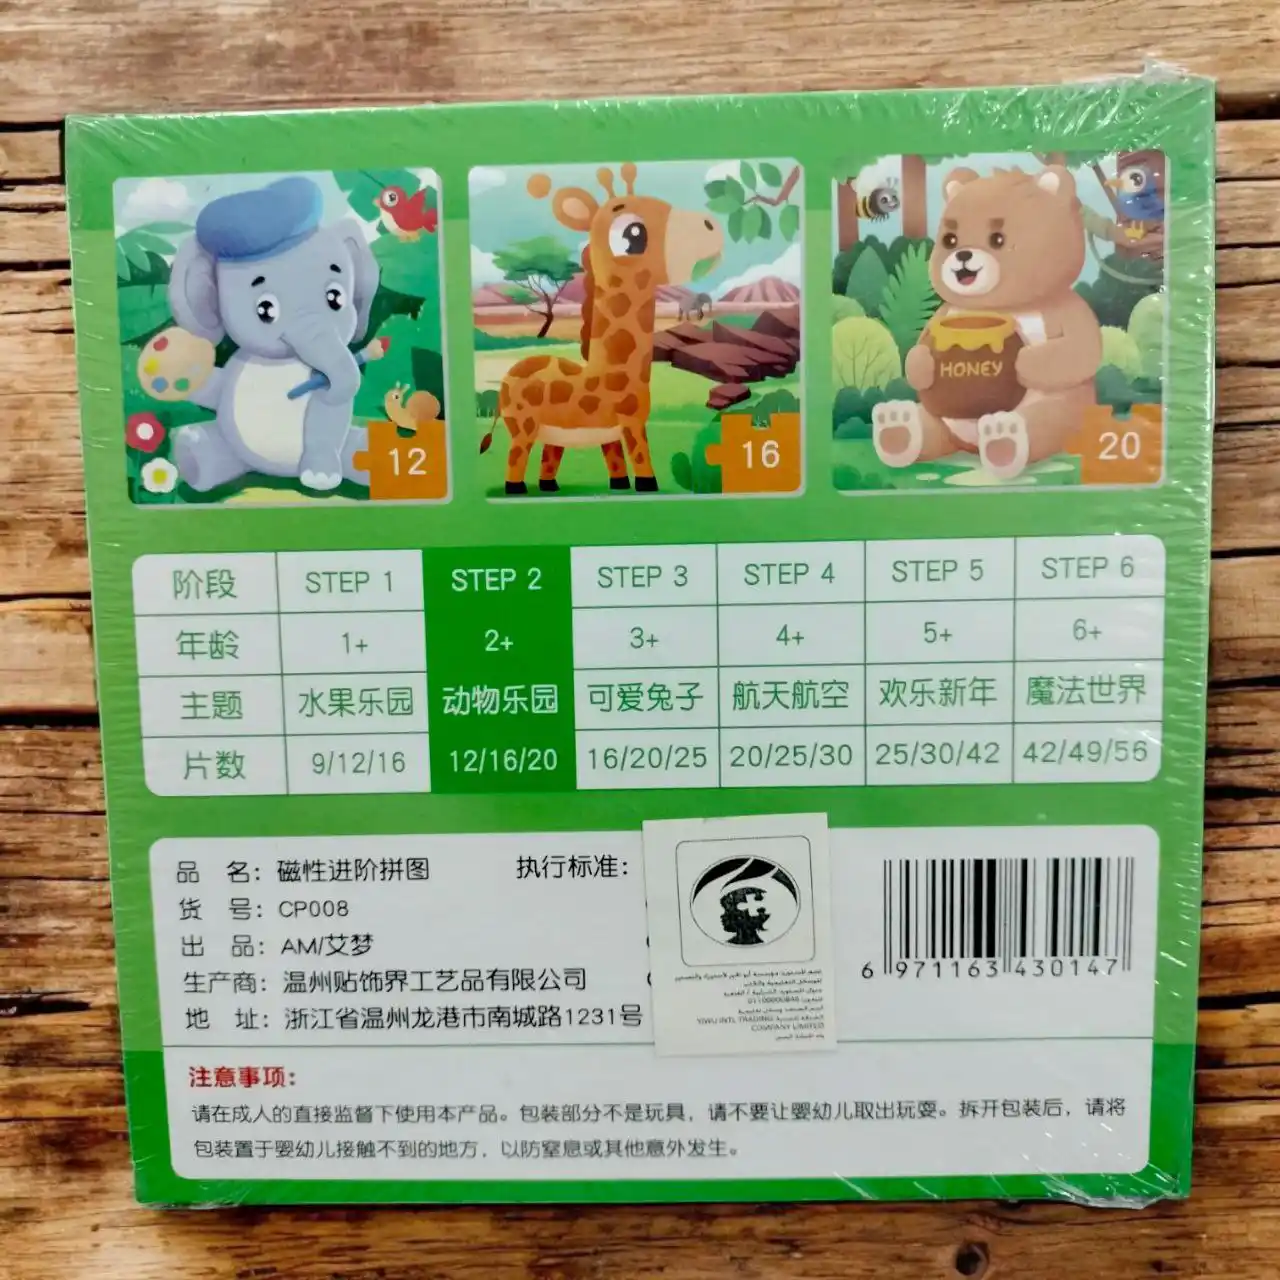 HONEY
12
16
20
阶段 STEP 1 STEP 2 STEP 3 STEP 4 STEP 5 STEP 6
年龄 1+ 2+ 3+ 4+ 5+ 6+
主题 水果乐园 动物乐园 可爱兔子 航天航空 欢乐新年 魔法世界
片数 9/12/16 12/16/20 16/20/25 20/25/30 25/30/42 42/49/56
品 名：磁性进阶拼图 执行标准：
货 号：CP008
出 品：AM/艾梦
生产商：温州贴饰界工艺品有限公司
地 址：浙江省温州龙港市南城路1231号
YIWU INTL TRADING
COMPANY LIMITED
6 971163 430147
注意事项：
请在成人的直接监督下使用本产品。包装部分不是玩具，请不要让婴幼儿取出玩耍。拆开包装后，请将
包装置于婴幼儿接触不到的地方，以防窒息或其他意外发生。